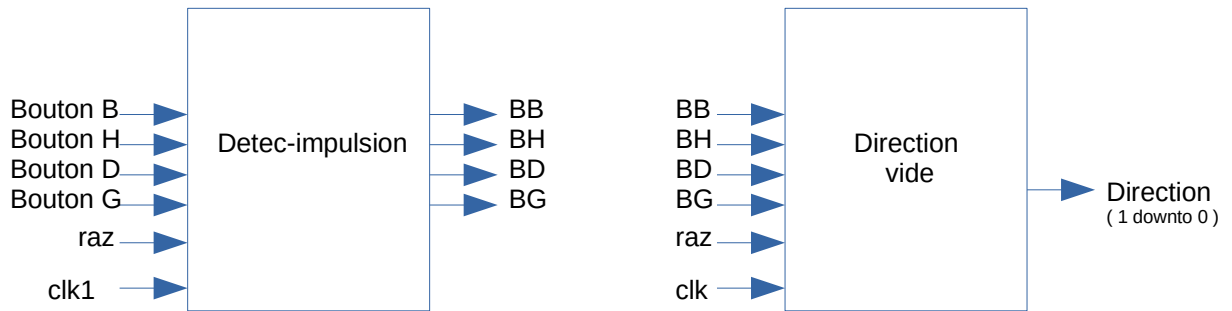 Bouton B
Bouton H
Bouton D
Bouton G
raz
clk1
Detec-impulsion
BB
BH
BD
BG
BB
BH
BD
BG
raz
clk
Direction
vide
Direction
( 1 downto 0 )